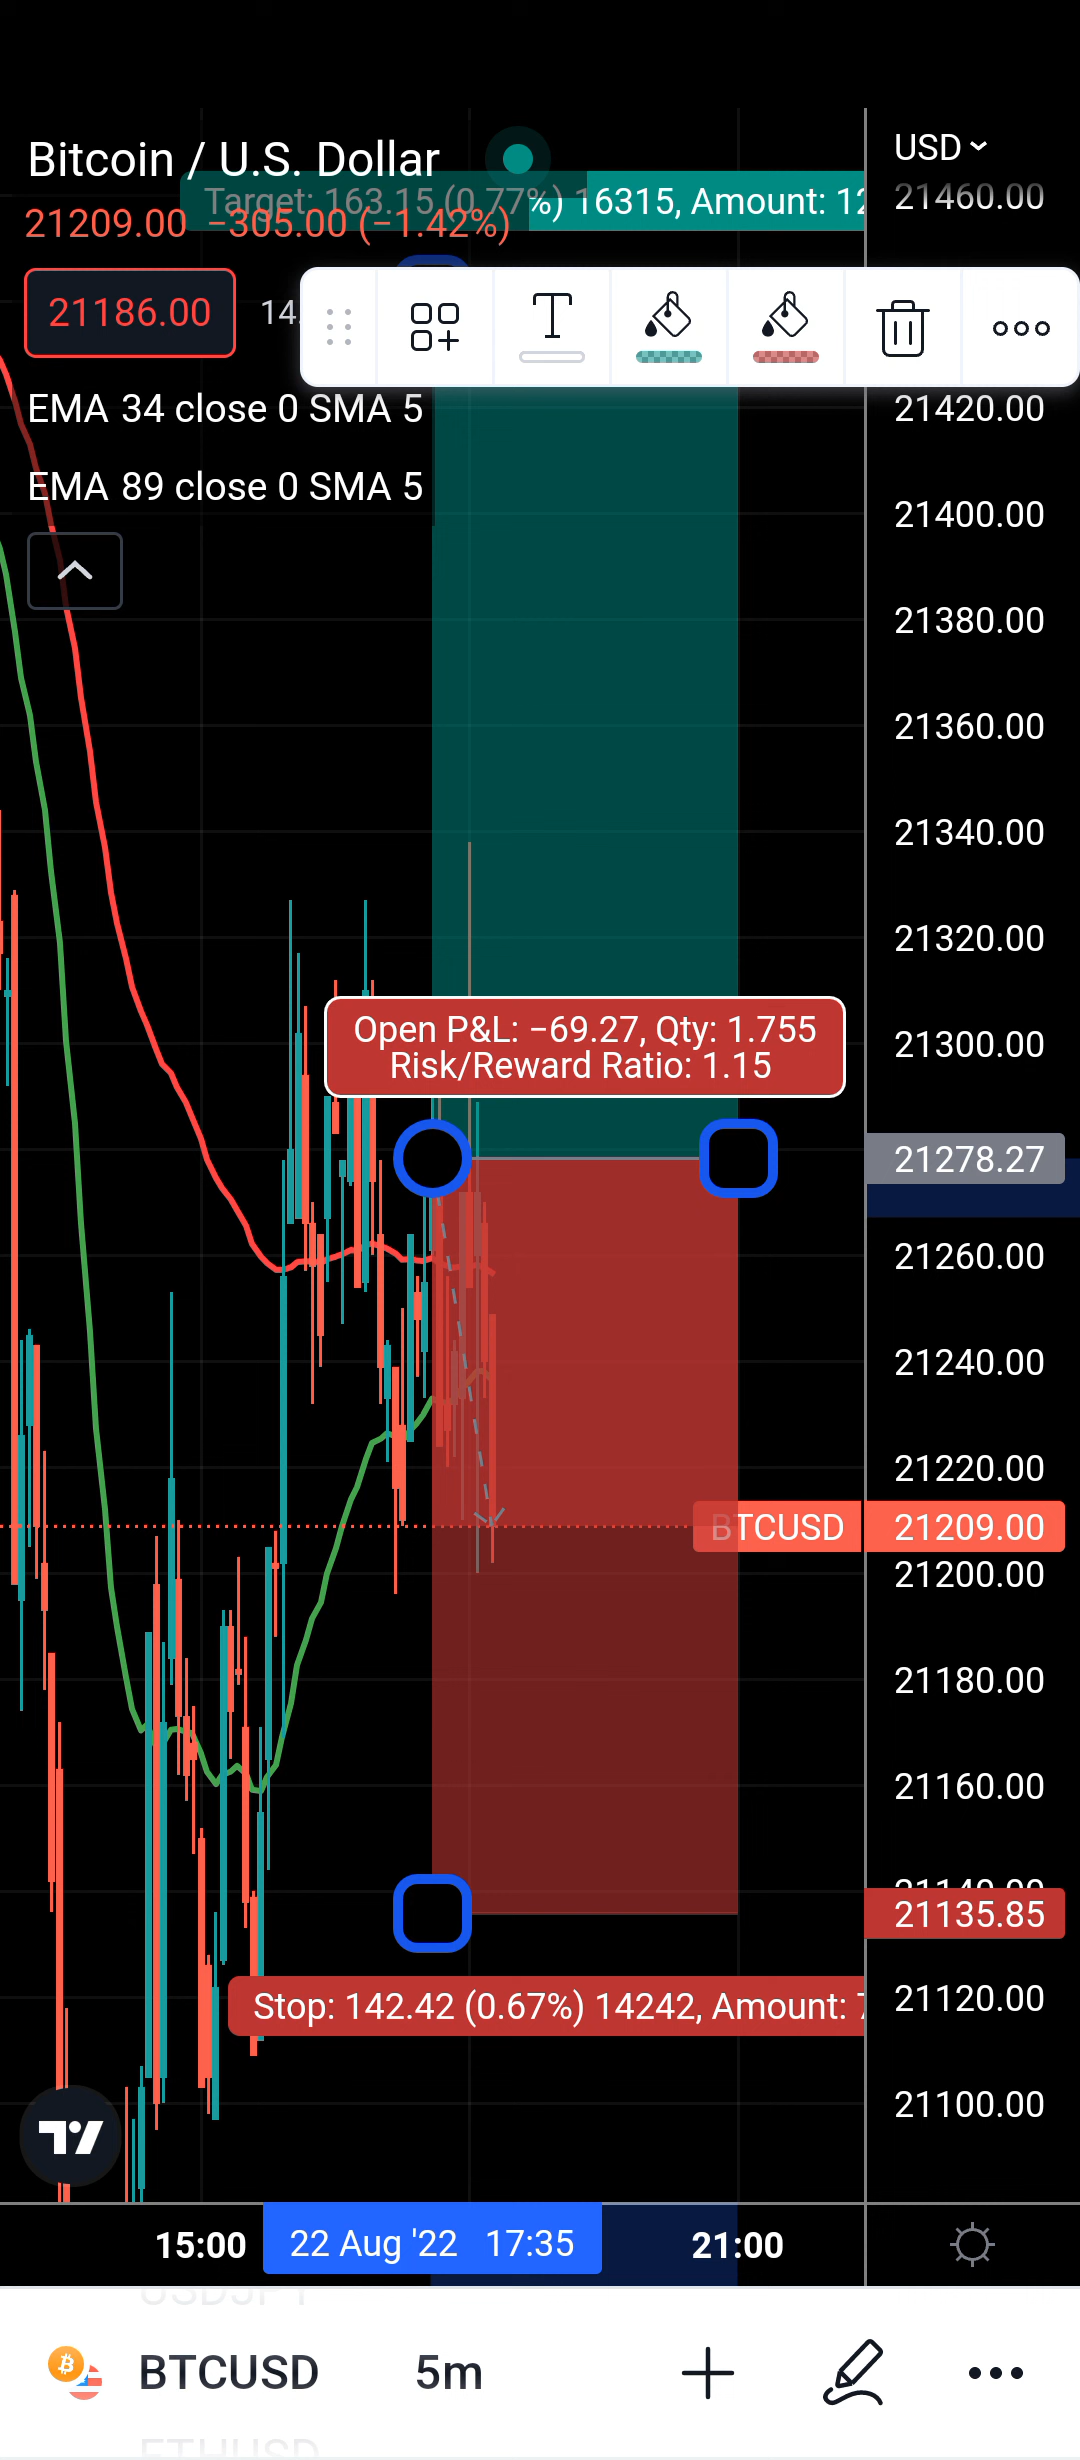 Bitcoin / U.S. Dollar
USD
Target: 163.15 (0.77%) 16315, Amount: 12
21460.00
21209.00 −305.00 (−1.42%)
21186.00
14.
EMA 34 close 0 SMA 5
21420.00
EMA 89 close 0 SMA 5
21400.00
21380.00
21360.00
21340.00
21320.00
Open P&L: −69.27, Qty: 1.755
Risk/Reward Ratio: 1.15
21300.00
21278.27
21260.00
21240.00
21220.00
BTCUSD 21209.00
21200.00
21180.00
21160.00
21140.00
21135.85
Stop: 142.42 (0.67%) 14242, Amount: 7
21120.00
21100.00
15:00
22 Aug '22 17:35
21:00
USDJPY
BTCUSD
5m
ETHUSD